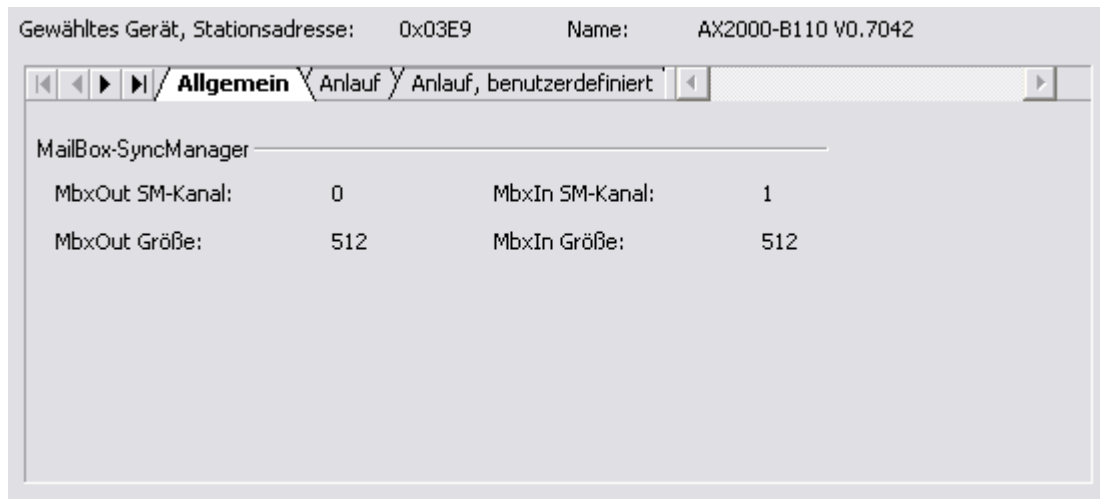 Gewähltes Gerät, Stationsadresse: 0x03E9 Name: AX2000-B110 V0.7042
Allgemein Anlauf Anlauf, benutzerdefiniert
MailBox-SyncManager
MbxOut SM-Kanal: 0 MbxIn SM-Kanal: 1
MbxOut Größe: 512 MbxIn Größe: 512